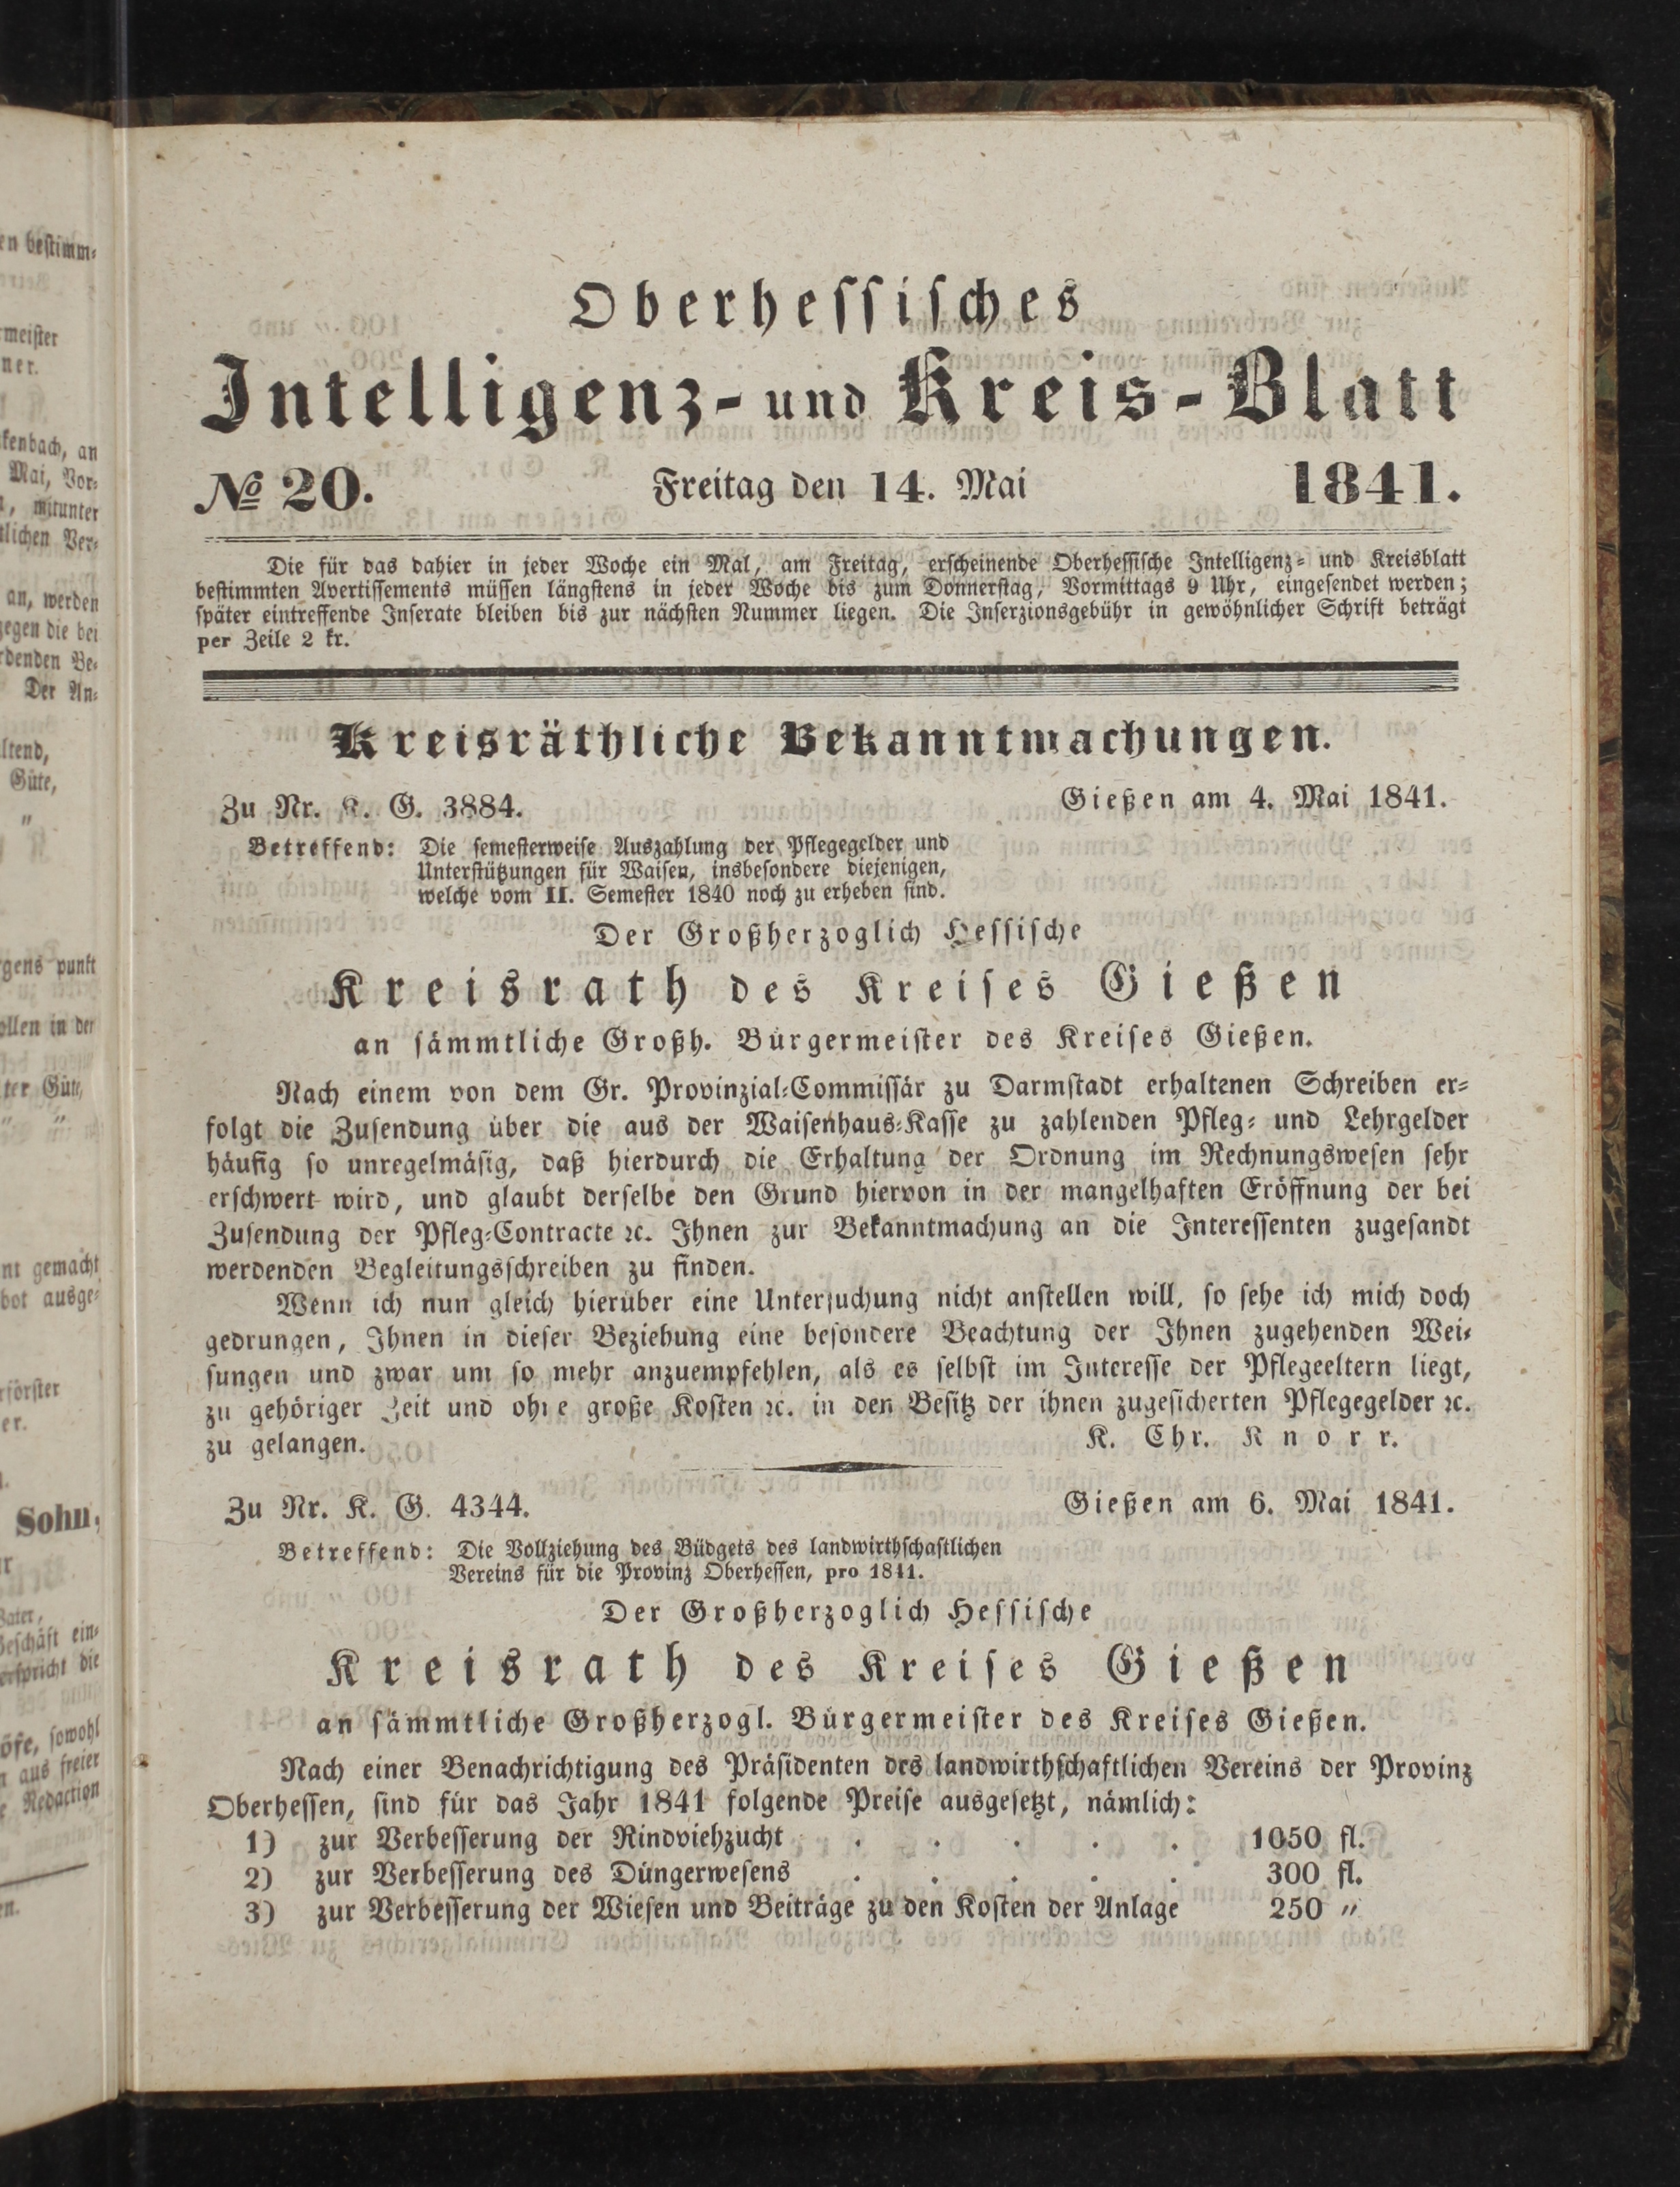 Oberhessisches
Intelligenz- und Kreis-Blatt
№ 20. Freitag den 14. Mai 1841.
Die für das dahier in jeder Woche ein Mal, am Freitag, erscheinende Oberhessische Intelligenz- und Kreisblatt
bestimmten Avertissements müssen längstens in jeder Woche bis zum Donnerstag, Vormittags 9 Uhr, eingesendet werden;
später eintreffende Inserate bleiben bis zur nächsten Nummer liegen. Die Inserzionsgebühr in gewöhnlicher Schrift beträgt
per Zeile 2 kr.
Kreisräthliche Bekanntmachungen.
Zu Nr. K. G. 3884. Gießen am 4. Mai 1841.
Betreffend: Die semesterweise Auszahlung der Pflegegelder und
Unterstützungen für Waisen, insbesondere diejenigen,
welche vom II. Semester 1840 noch zu erheben sind.
Der Großherzoglich Hessische
Kreisrath des Kreises Gießen
an sämmtliche Großh. Bürgermeister des Kreises Gießen.
Nach einem von dem Gr. Provinzial-Commissär zu Darmstadt erhaltenen Schreiben er-
folgt die Zusendung über die aus der Waisenhaus-Kasse zu zahlenden Pfleg- und Lehrgelder
häufig so unregelmäsig, daß hierdurch die Erhaltung der Ordnung im Rechnungswesen sehr
erschwert wird, und glaubt derselbe den Grund hiervon in der mangelhaften Eröffnung der bei
Zusendung der Pfleg-Contracte ꝛc. Ihnen zur Bekanntmachung an die Interessenten zugesandt
werdenden Begleitungsschreiben zu finden.
Wenn ich nun gleich hierüber eine Untersuchung nicht anstellen will, so sehe ich mich doch
gedrungen, Ihnen in dieser Beziehung eine besondere Beachtung der Ihnen zugehenden Wei-
sungen und zwar um so mehr anzuempfehlen, als es selbst im Interesse der Pflegeeltern liegt,
zu gehöriger Zeit und ohne große Kosten ꝛc. in den Besitz der ihnen zugesicherten Pflegegelder ꝛc.
zu gelangen. K. Chr. Knorr.
Zu Nr. K. G. 4344. Gießen am 6. Mai 1841.
Betreffend: Die Vollziehung des Büdgets des landwirthschaftlichen
Vereins für die Provinz Oberhessen, pro 1841.
Der Großherzoglich Hessische
Kreisrath des Kreises Gießen
an sämmtliche Großherzogl. Bürgermeister des Kreises Gießen.
Nach einer Benachrichtigung des Präsidenten des landwirthschaftlichen Vereins der Provinz
Oberhessen, sind für das Jahr 1841 folgende Preise ausgesetzt, nämlich:
1) zur Verbesserung der Rindviehzucht . . . . . 1050 fl.
2) zur Verbesserung des Düngerwesens . . . . . 300 fl.
3) zur Verbesserung der Wiesen und Beiträge zu den Kosten der Anlage 250 "